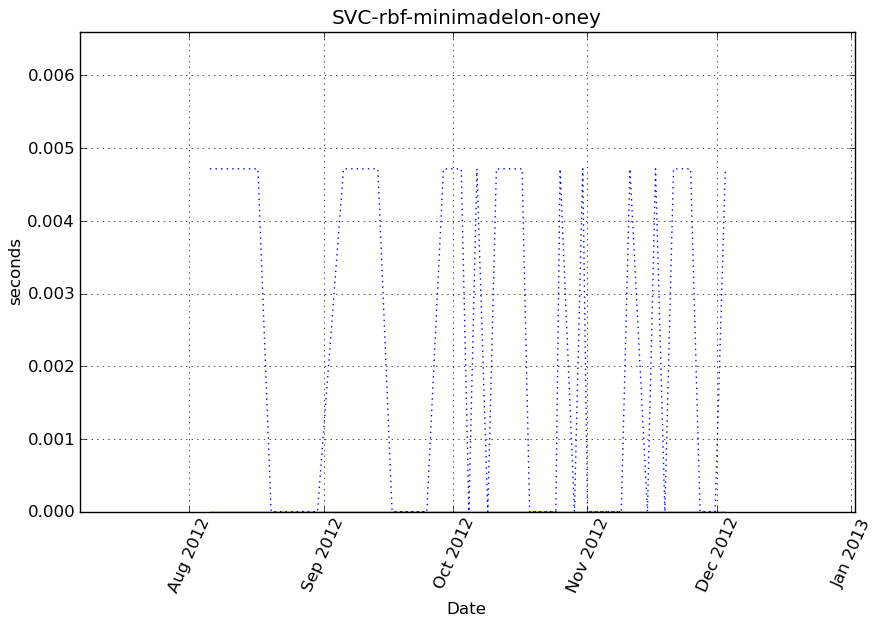 SVC-rbf-minimadelon-oney
0.006
0.005
0.004
0.003
0.002
0.001
0.000
seconds
Aug 2012
Sep 2012
Oct 2012
Nov 2012
Dec 2012
Jan 2013
Date